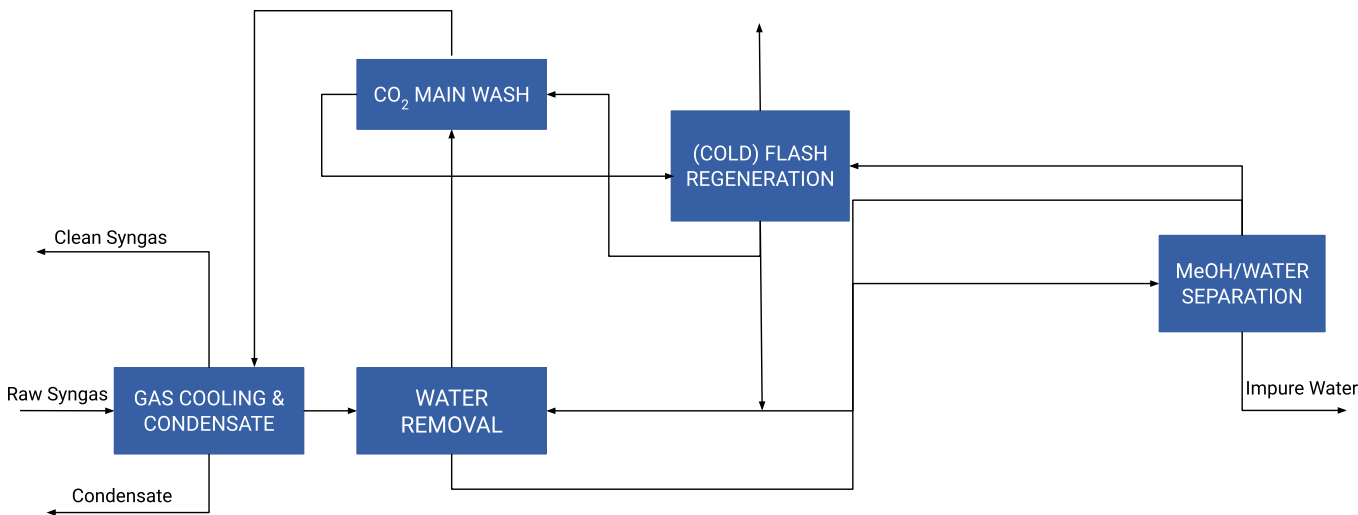 CO₂ MAIN WASH
(COLD) FLASH
REGENERATION
Clean Syngas
MeOH/WATER
SEPARATION
Raw Syngas
GAS COOLING &
CONDENSATE
WATER
REMOVAL
Impure Water
Condensate